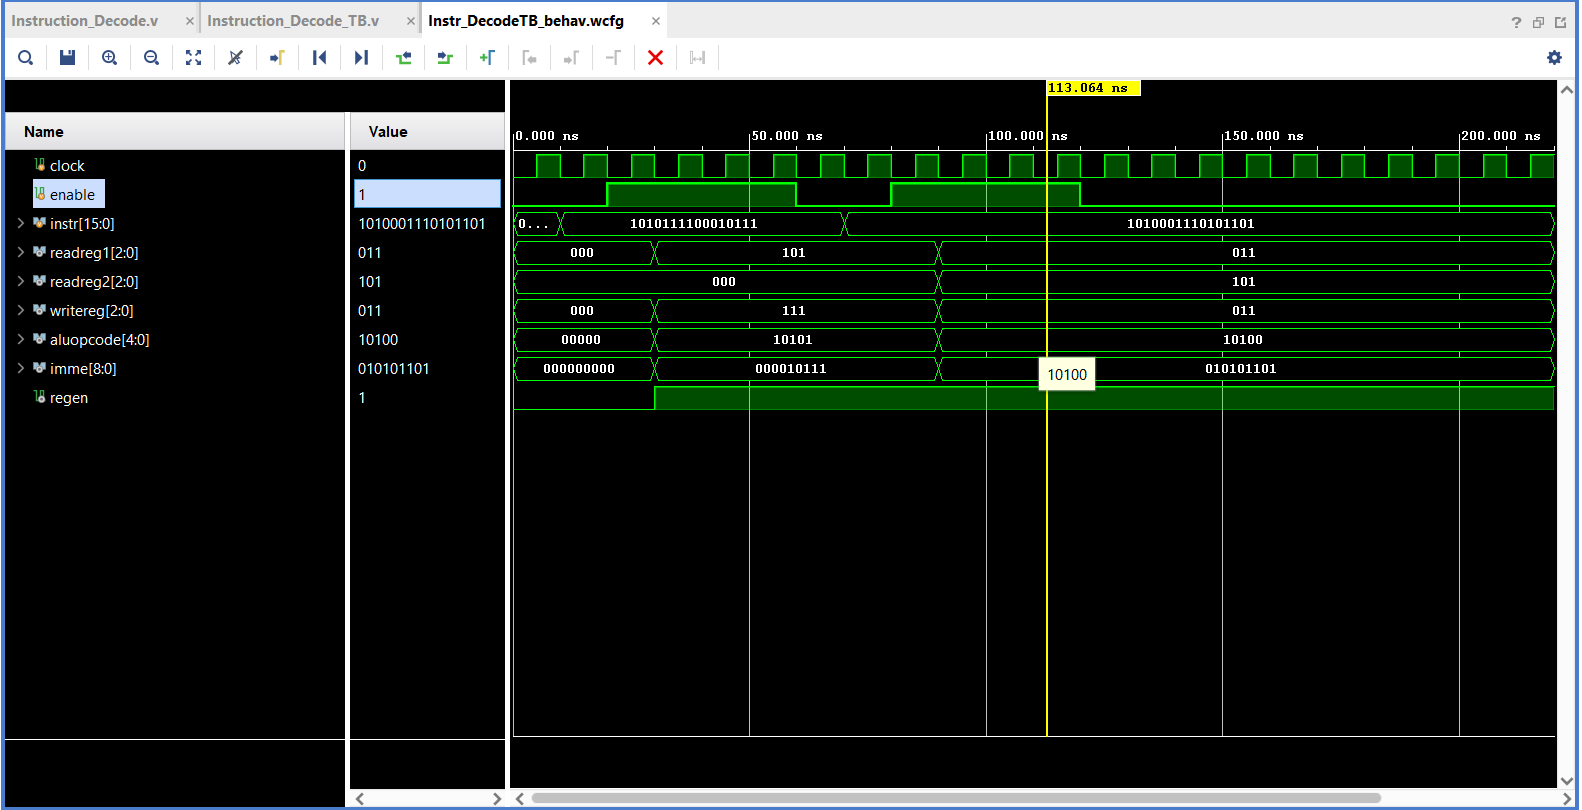 Instruction_Decode.v × Instruction_Decode_TB.v × Instr_DecodeTB_behav.wcfg × ?
113.064 ns
Name Value 0.000 ns 50.000 ns 100.000 ns 150.000 ns 200.000 ns
clock 0
enable 1
instr[15:0] 1010001110101101 0... 1010111100010111 1010001110101101
readreg1[2:0] 011 000 101 011
readreg2[2:0] 101 000 101
writereg[2:0] 011 000 111 011
aluopcode[4:0] 10100 00000 10101 10100
imme[8:0] 010101101 000000000 000010111 010101101
10100
regen 1